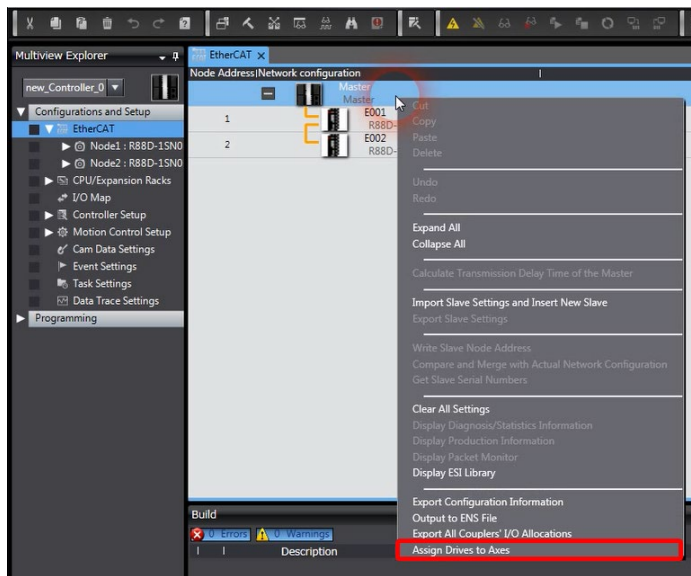 Multiview Explorer
new_Controller_0
Configurations and Setup
EtherCAT
Node1 : R88D-1SN0
Node2 : R88D-1SN0
CPU/Expansion Racks
I/O Map
Controller Setup
Motion Control Setup
Cam Data Settings
Event Settings
Task Settings
Data Trace Settings
Programming
EtherCAT
Node Address|Network configuration
Master
Master
1
E001
R88D-
2
E002
R88D-
Cut
Copy
Paste
Delete
Undo
Redo
Expand All
Collapse All
Calculate Transmission Delay Time of the Master
Import Slave Settings and Insert New Slave
Export Slave Settings
Write Slave Node Address
Compare and Merge with Actual Network Configuration
Get Slave Serial Numbers
Clear All Settings
Display Diagnosis/Statistics Information
Display Production Information
Display Packet Monitor
Display ESI Library
Export Configuration Information
Output to ENS File
Export All Couplers' I/O Allocations
Assign Drives to Axes
Build
0 Errors
0 Warnings
Description